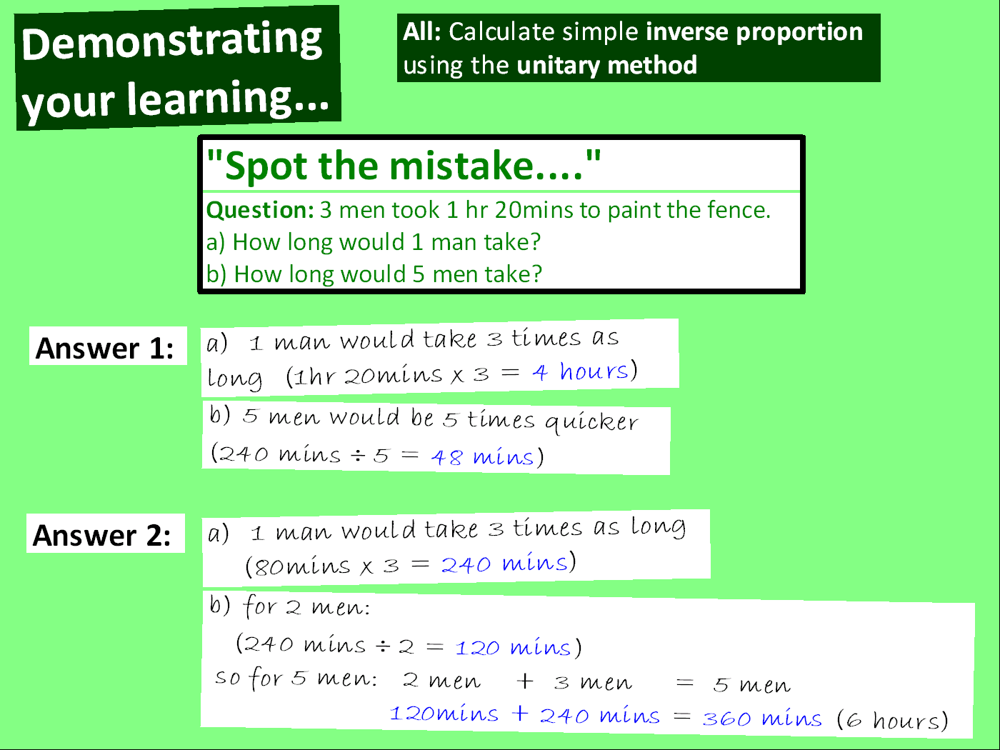 Demonstrating
your learning...
All: Calculate simple inverse proportion
using the unitary method
"Spot the mistake...."
Question: 3 men took 1 hr 20mins to paint the fence.
a) How long would 1 man take?
b) How long would 5 men take?
Answer 1:
a) 1 man would take 3 times as
long (1hr 20mins x 3 = 4 hours)
b) 5 men would be 5 times quicker
(240 mins ÷ 5 = 48 mins)
Answer 2:
a) 1 man would take 3 times as long
(80mins x 3 = 240 mins)
b) for 2 men:
(240 mins ÷ 2 = 120 mins)
so for 5 men: 2 men + 3 men = 5 men
120mins + 240 mins = 360 mins (6 hours)